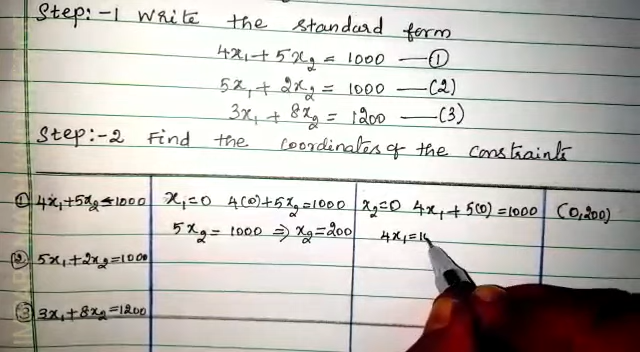 Step:-1 Write the standard form
4x₁+5x₂ = 1000 —①
5x₁+2x₂ = 1000 —(2)
3x₁+8x₂ = 1200 —(3)
Step:-2 Find the coordinates of the constraints
① 4x₁+5x₂=1000 x₁=0 4(0)+5x₂=1000 x₂=0 4x₁+5(0)=1000 (0,200)
5x₂ = 1000 ⇒ x₂=200 4x₁=1
② 5x₁+2x₂=1000
③ 3x₁+8x₂=1200